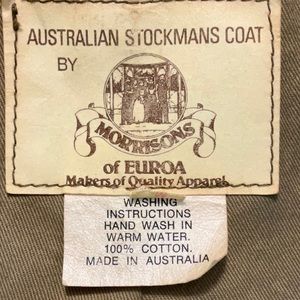 AUSTRALIAN STOCKMANS COAT
BY
MORRISONS
of EUROA
Makers of Quality Apparel
WASHING
INSTRUCTIONS
HAND WASH IN
WARM WATER.
100% COTTON.
MADE IN AUSTRALIA